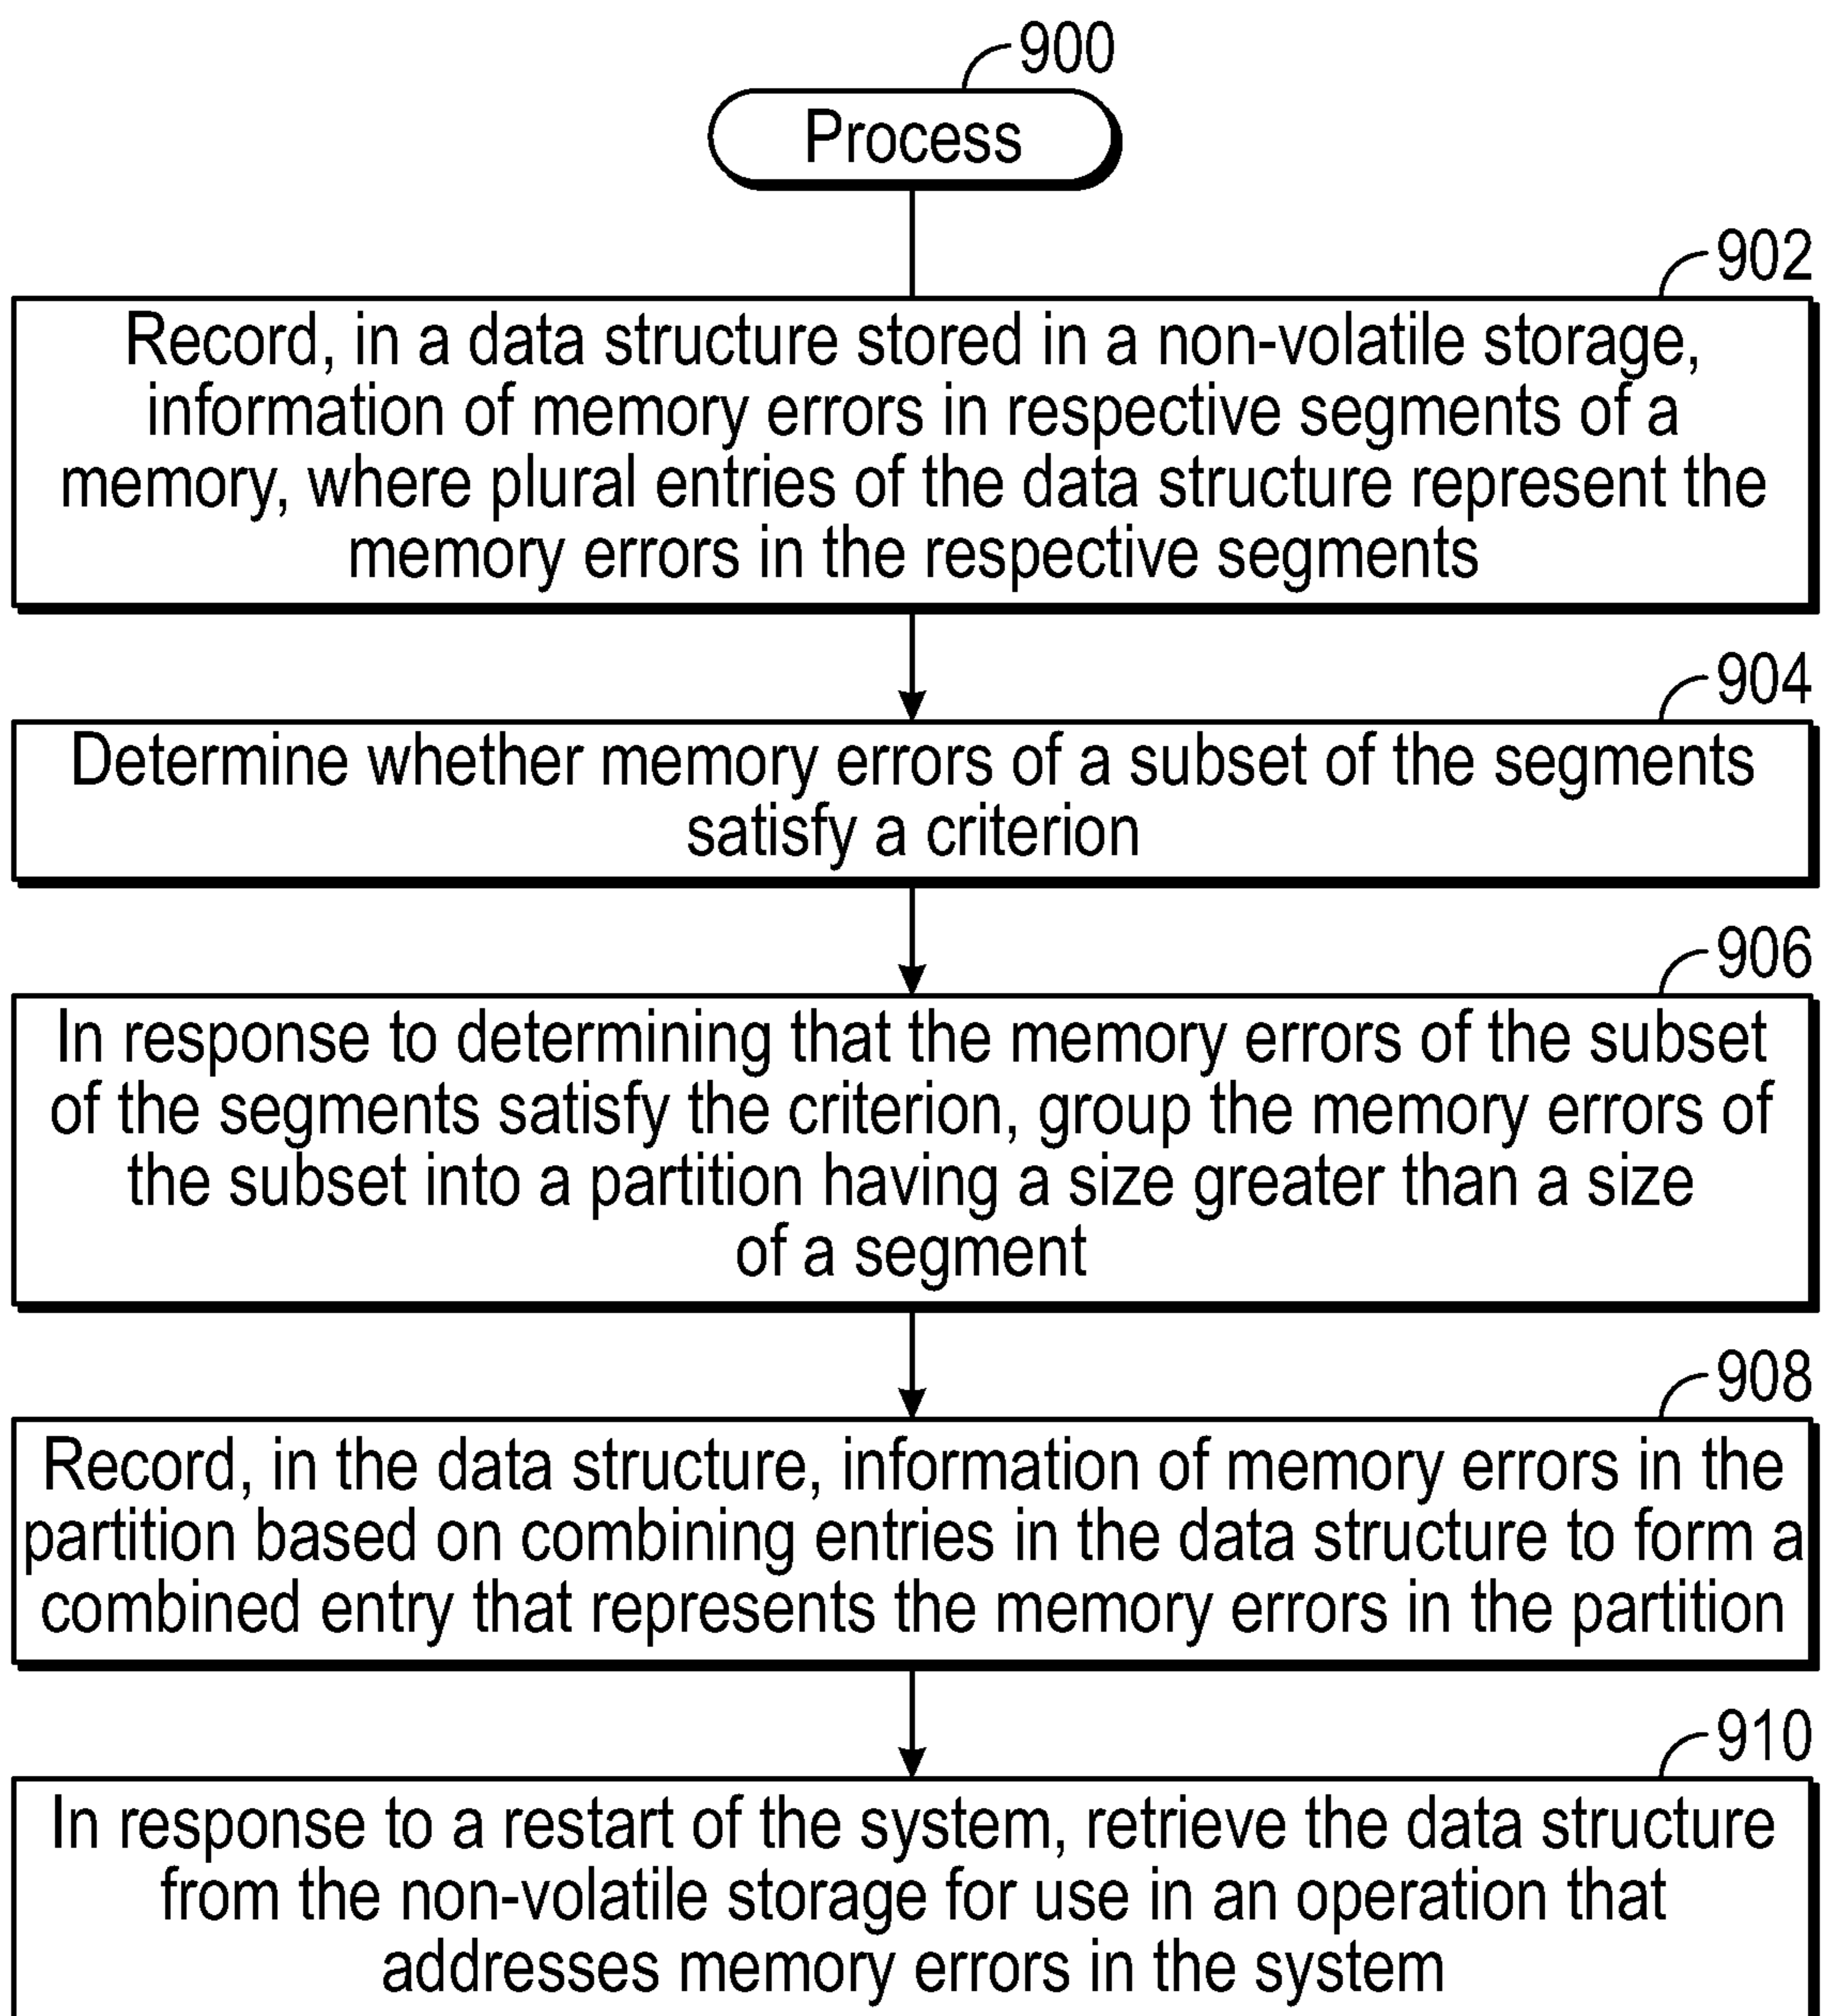 900
Process
902
Record, in a data structure stored in a non-volatile storage,
information of memory errors in respective segments of a
memory, where plural entries of the data structure represent the
memory errors in the respective segments
904
Determine whether memory errors of a subset of the segments
satisfy a criterion
906
In response to determining that the memory errors of the subset
of the segments satisfy the criterion, group the memory errors of
the subset into a partition having a size greater than a size
of a segment
908
Record, in the data structure, information of memory errors in the
partition based on combining entries in the data structure to form a
combined entry that represents the memory errors in the partition
910
In response to a restart of the system, retrieve the data structure
from the non-volatile storage for use in an operation that
addresses memory errors in the system